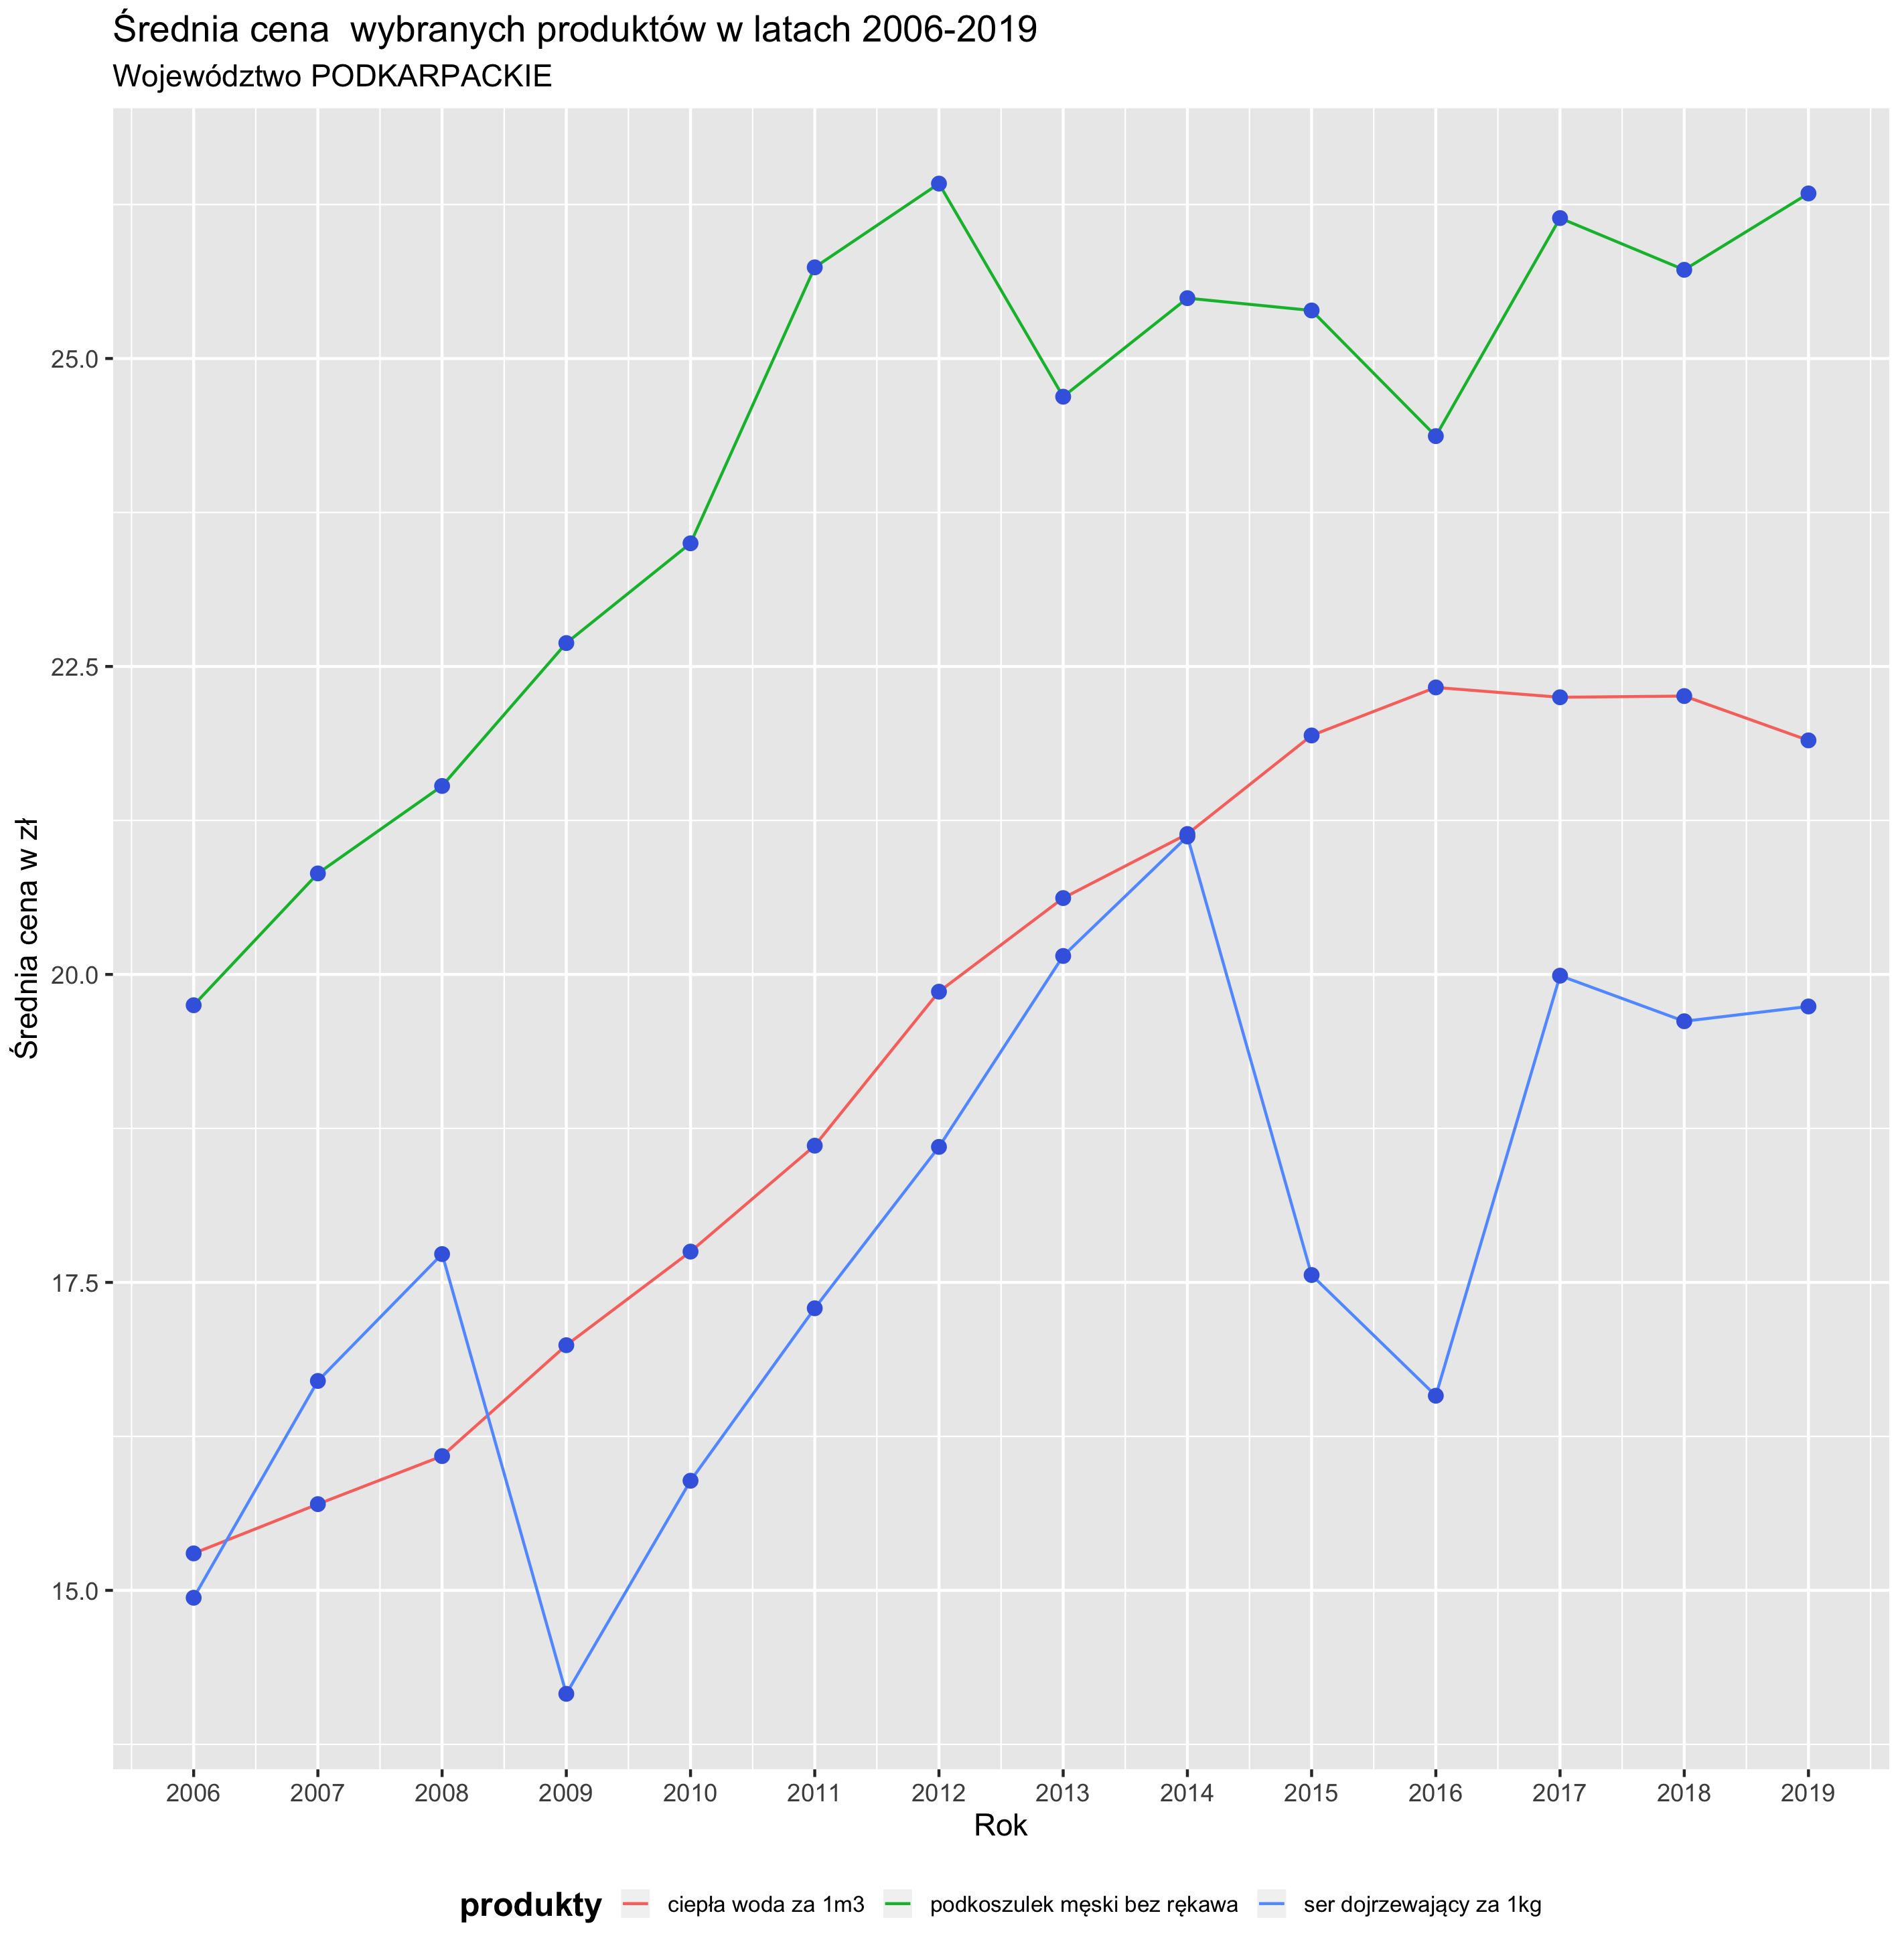 Średnia cena  wybranych produktów w latach 2006-2019
Województwo PODKARPACKIE
Średnia cena w zł
25.0
22.5
20.0
17.5
15.0
2006 2007 2008 2009 2010 2011 2012 2013 2014 2015 2016 2017 2018 2019
Rok
produkty ciepła woda za 1m3 podkoszulek męski bez rękawa ser dojrzewający za 1kg